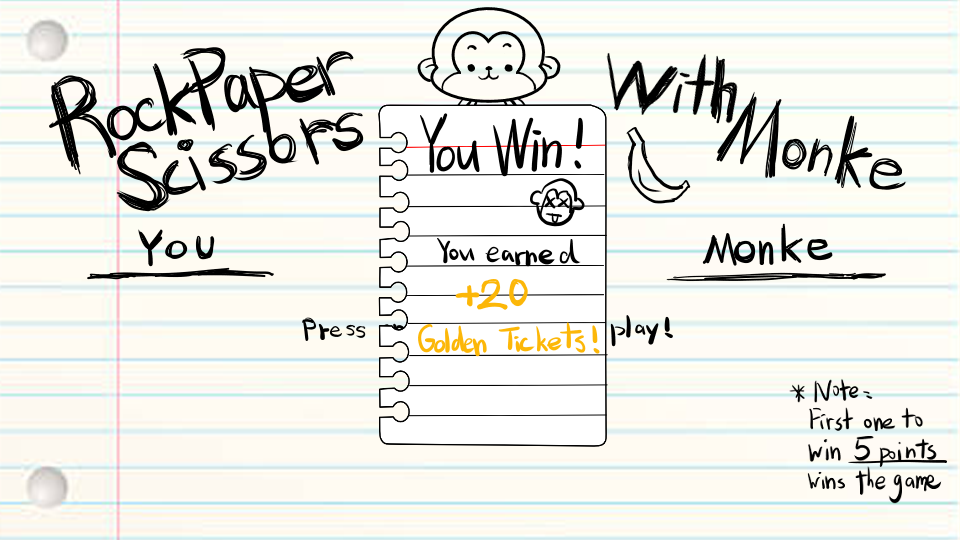 RockPaper
Scissors
With
Monke
You Win!
You
Monke
You earned
+20
Golden Tickets!
Press
play!
* Note:
First one to
win 5 points
wins the game